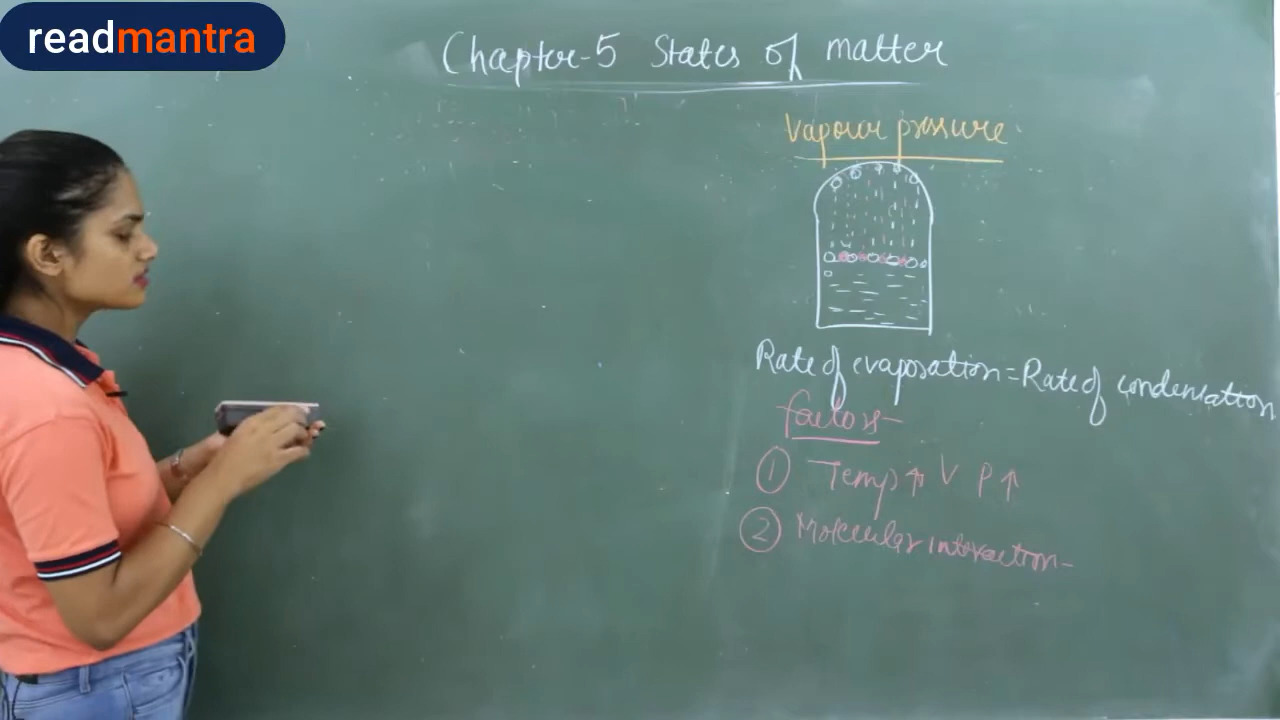 readmantra
Chapter-5 States of matter
Vapour pressure
Rate of evaporation = Rate of condensation
factors-
① Temp↑ V P↑
② Molecular interaction-